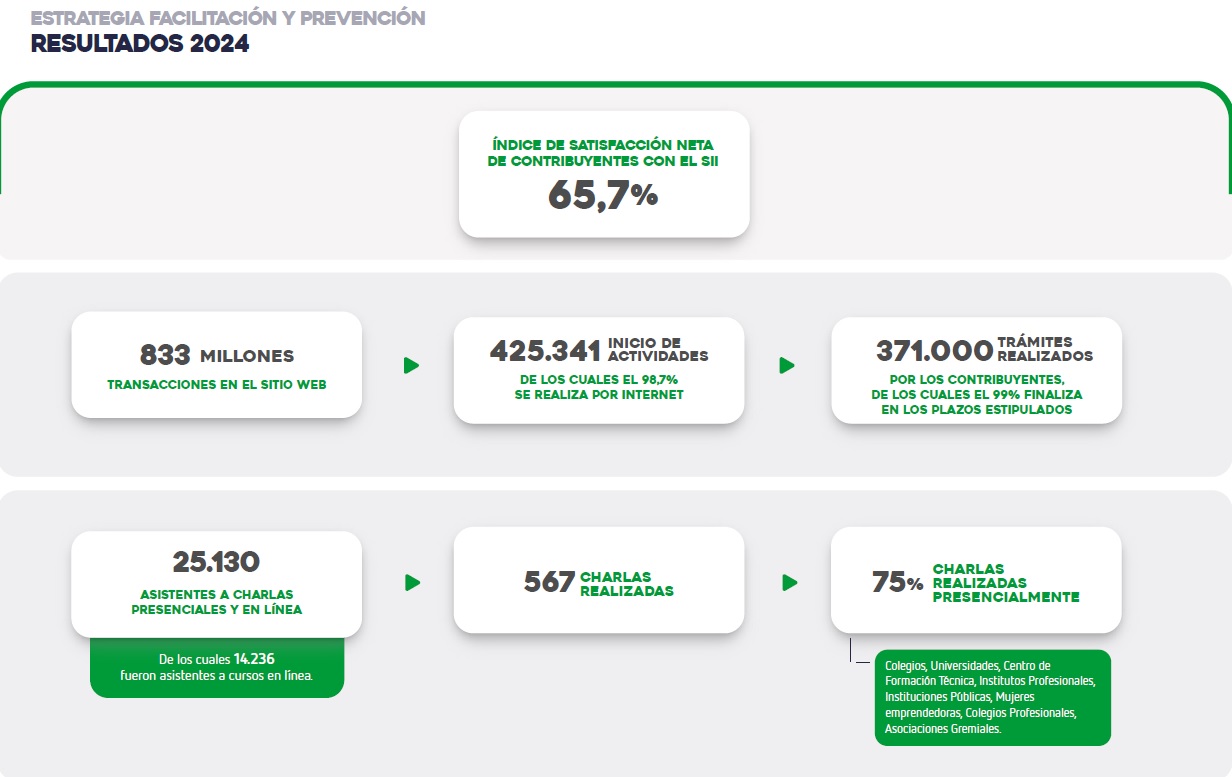 ESTRATEGIA FACILITACIÓN Y PREVENCIÓN
RESULTADOS 2024
ÍNDICE DE SATISFACCIÓN NETA
DE CONTRIBUYENTES CON EL SII
65,7%
833 MILLONES
TRANSACCIONES EN EL SITIO WEB
425.341 INICIO DE
ACTIVIDADES
DE LOS CUALES EL 98,7%
SE REALIZA POR INTERNET
371.000 TRÁMITES
REALIZADOS
POR LOS CONTRIBUYENTES,
DE LOS CUALES EL 99% FINALIZA
EN LOS PLAZOS ESTIPULADOS
25.130
ASISTENTES A CHARLAS
PRESENCIALES Y EN LÍNEA
De los cuales 14.236
fueron asistentes a cursos en línea.
567 CHARLAS
REALIZADAS
75% CHARLAS
REALIZADAS
PRESENCIALMENTE
Colegios, Universidades, Centro de
Formación Técnica, Institutos Profesionales,
Instituciones Públicas, Mujeres
emprendedoras, Colegios Profesionales,
Asociaciones Gremiales.